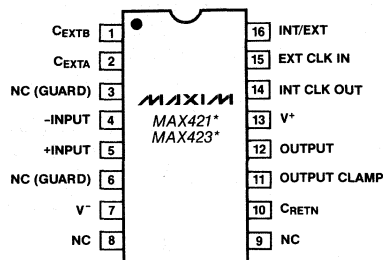 CEXTB 1 16 INT/EXT
CEXTA 2 15 EXT CLK IN
NC (GUARD) 3 14 INT CLK OUT
MAXIM
–INPUT 4 13 V+
MAX421*
+INPUT 5 12 OUTPUT
MAX423*
NC (GUARD) 6 11 OUTPUT CLAMP
V– 7 10 CRETN
NC 8 9 NC